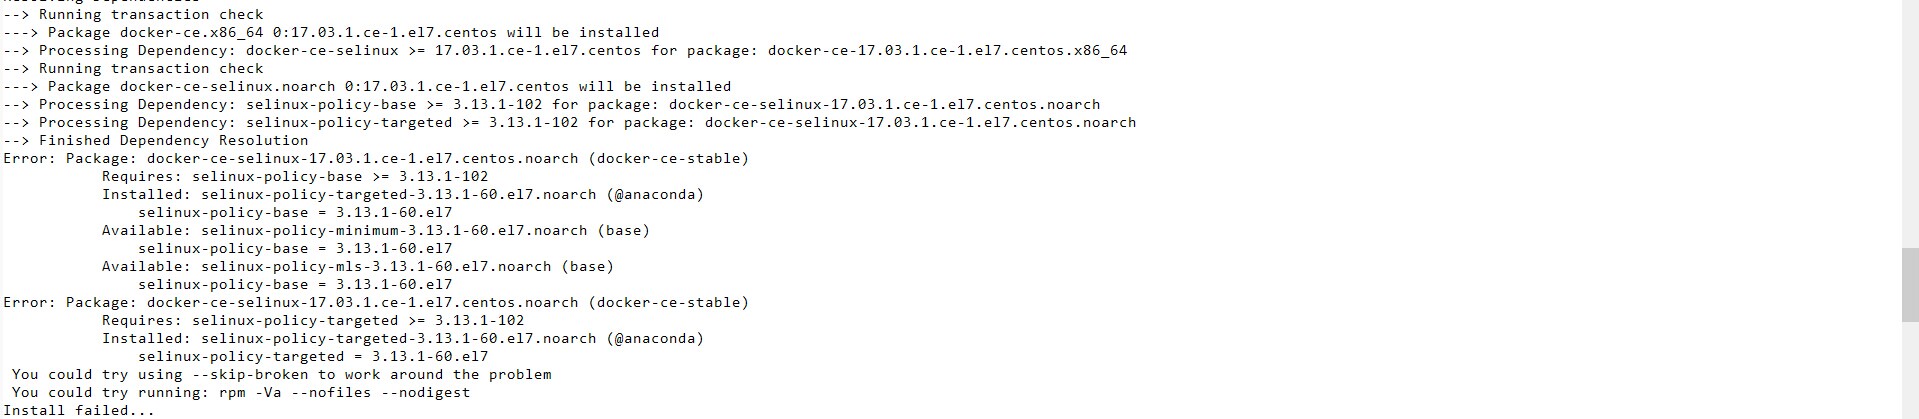 --> Running transaction check
---> Package docker-ce.x86_64 0:17.03.1.ce-1.el7.centos will be installed
--> Processing Dependency: docker-ce-selinux >= 17.03.1.ce-1.el7.centos for package: docker-ce-17.03.1.ce-1.el7.centos.x86_64
--> Running transaction check
---> Package docker-ce-selinux.noarch 0:17.03.1.ce-1.el7.centos will be installed
--> Processing Dependency: selinux-policy-base >= 3.13.1-102 for package: docker-ce-selinux-17.03.1.ce-1.el7.centos.noarch
--> Processing Dependency: selinux-policy-targeted >= 3.13.1-102 for package: docker-ce-selinux-17.03.1.ce-1.el7.centos.noarch
--> Finished Dependency Resolution
Error: Package: docker-ce-selinux-17.03.1.ce-1.el7.centos.noarch (docker-ce-stable)
           Requires: selinux-policy-base >= 3.13.1-102
           Installed: selinux-policy-targeted-3.13.1-60.el7.noarch (@anaconda)
               selinux-policy-base = 3.13.1-60.el7
           Available: selinux-policy-minimum-3.13.1-60.el7.noarch (base)
               selinux-policy-base = 3.13.1-60.el7
           Available: selinux-policy-mls-3.13.1-60.el7.noarch (base)
               selinux-policy-base = 3.13.1-60.el7
Error: Package: docker-ce-selinux-17.03.1.ce-1.el7.centos.noarch (docker-ce-stable)
           Requires: selinux-policy-targeted >= 3.13.1-102
           Installed: selinux-policy-targeted-3.13.1-60.el7.noarch (@anaconda)
               selinux-policy-targeted = 3.13.1-60.el7
 You could try using --skip-broken to work around the problem
 You could try running: rpm -Va --nofiles --nodigest
Install failed...